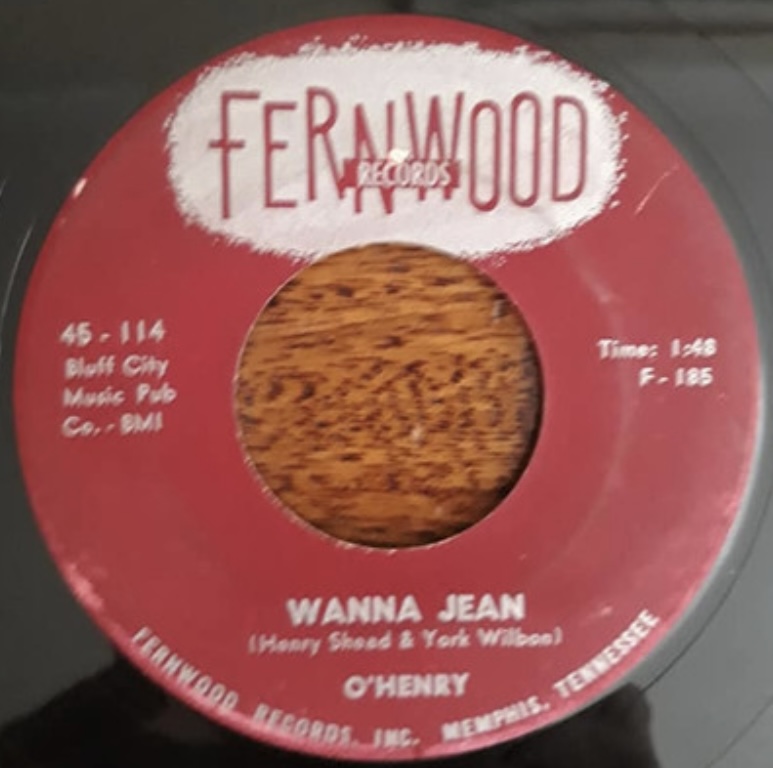 FERNWOOD
RECORDS
45 - 114
Bluff City
Music Pub
Co. - BMI
Time: 1:48
F - 185
WANNA JEAN
(Henry Shead & York Wilbon)
O'HENRY
FERNWOOD RECORDS, INC. MEMPHIS, TENNESSEE